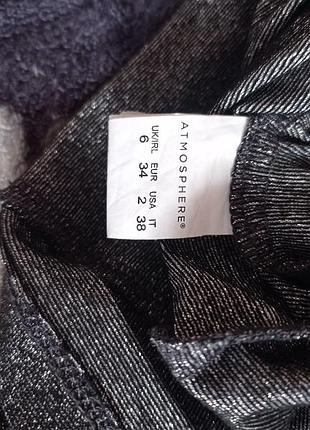 ATMOSPHERE®
UK/IRL EUR USA IT
6 34 2 38